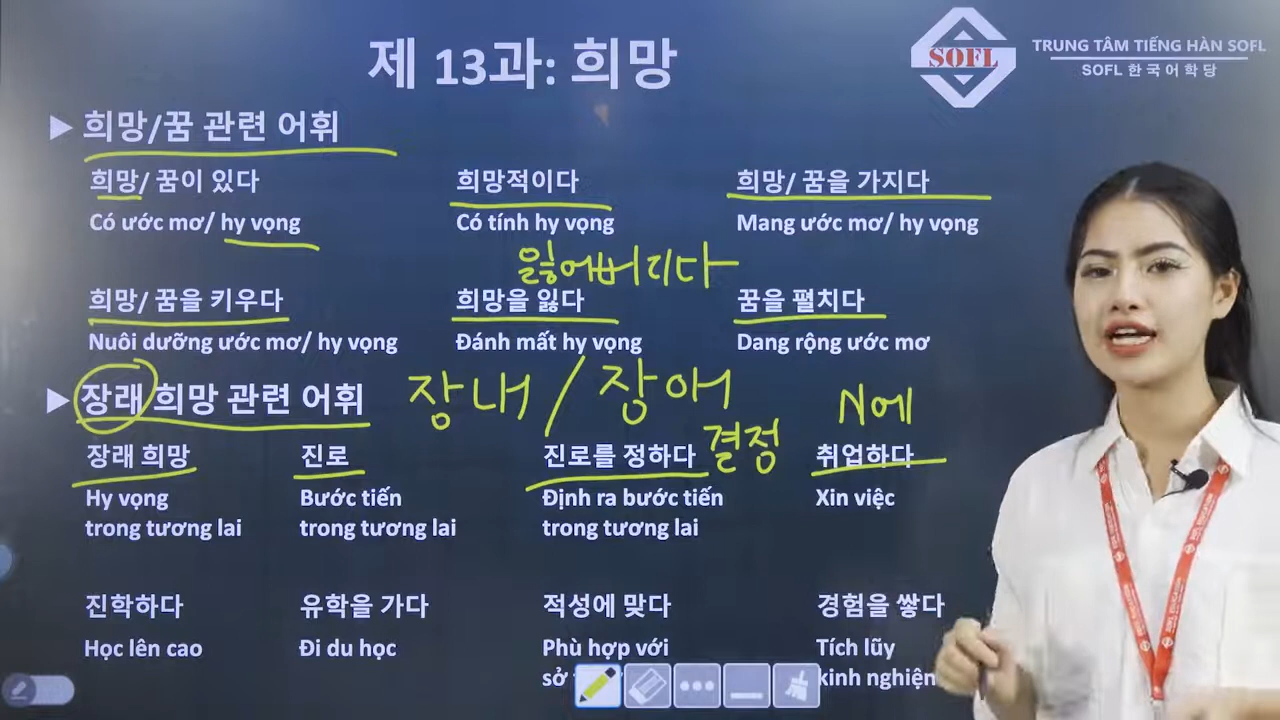 제 13과: 희망
SOFL
TRUNG TÂM TIẾNG HÀN SOFL
SOFL 한국어학당
희망/꿈 관련 어휘
희망/ 꿈이 있다
희망적이다
희망/ 꿈을 가지다
Có ước mơ/ hy vọng
Có tính hy vọng
Mang ước mơ/ hy vọng
잃어버리다
희망/ 꿈을 키우다
희망을 잃다
꿈을 펼치다
Nuôi dưỡng ước mơ/ hy vọng
Đánh mất hy vọng
Dang rộng ước mơ
장래 희망 관련 어휘
장내 / 장애
N에
결정
장래 희망
진로
진로를 정하다
취업하다
Hy vọng
trong tương lai
Bước tiến
trong tương lai
Định ra bước tiến
trong tương lai
Xin việc
진학하다
유학을 가다
적성에 맞다
경험을 쌓다
Học lên cao
Đi du học
Phù hợp với
sở
Tích lũy
kinh nghiệm